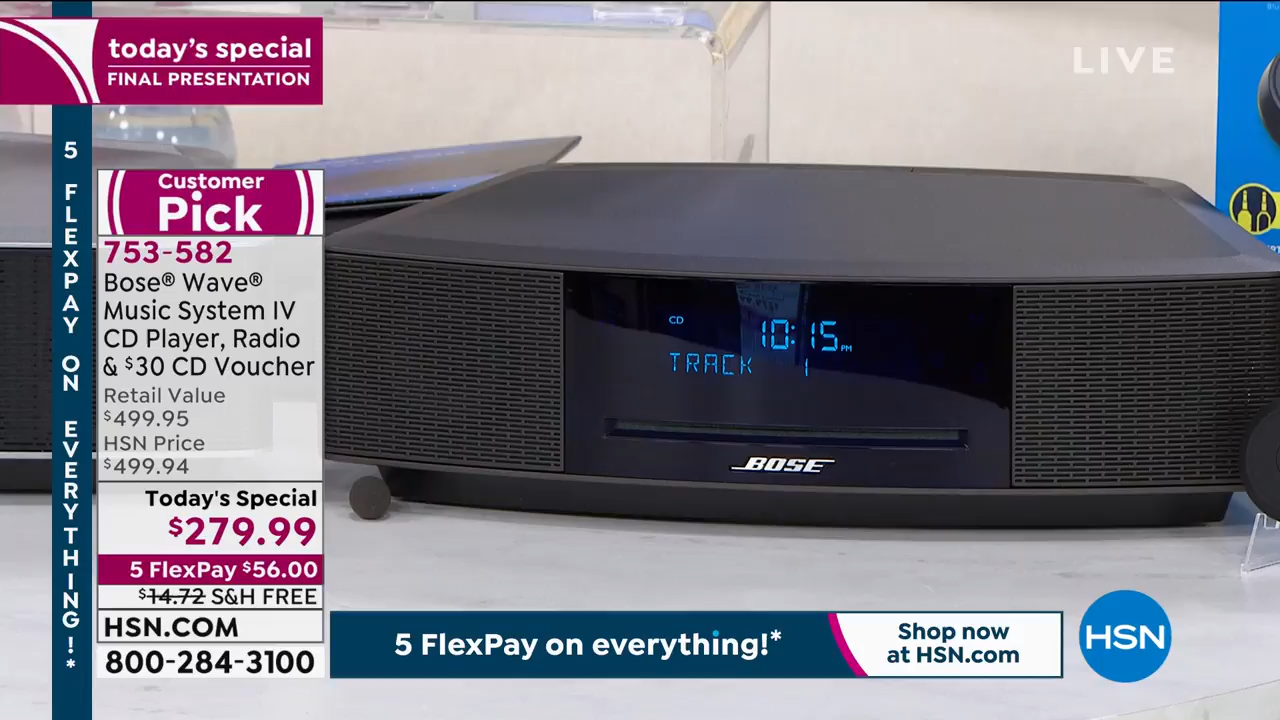 today's special
FINAL PRESENTATION
LIVE
5 FLEXPAY ON EVERYTHING!*
Customer
Pick
753-582
Bose® Wave®
Music System IV
CD Player, Radio
& $30 CD Voucher
Retail Value
$499.95
HSN Price
$499.94
Today's Special
$279.99
5 FlexPay $56.00
$14.72 S&H FREE
HSN.COM
800-284-3100
CD
10:15 PM
TRACK 1
BOSE
5 FlexPay on everything!*
Shop now
at HSN.com
HSN